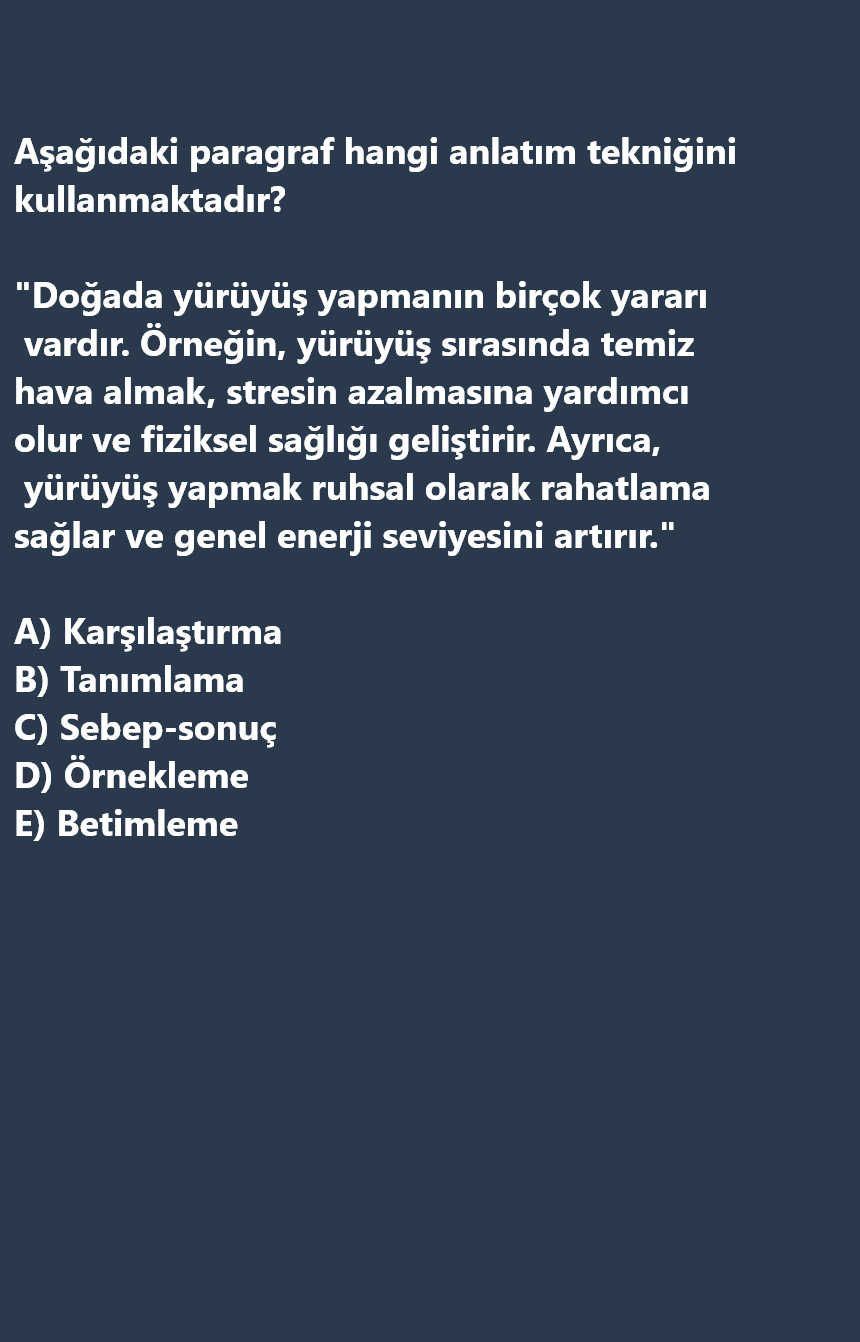 Aşağıdaki paragraf hangi anlatım tekniğini
kullanmaktadır?
"Doğada yürüyüş yapmanın birçok yararı
vardır. Örneğin, yürüyüş sırasında temiz
hava almak, stresin azalmasına yardımcı
olur ve fiziksel sağlığı geliştirir. Ayrıca,
yürüyüş yapmak ruhsal olarak rahatlama
sağlar ve genel enerji seviyesini artırır."
A) Karşılaştırma
B) Tanımlama
C) Sebep-sonuç
D) Örnekleme
E) Betimleme